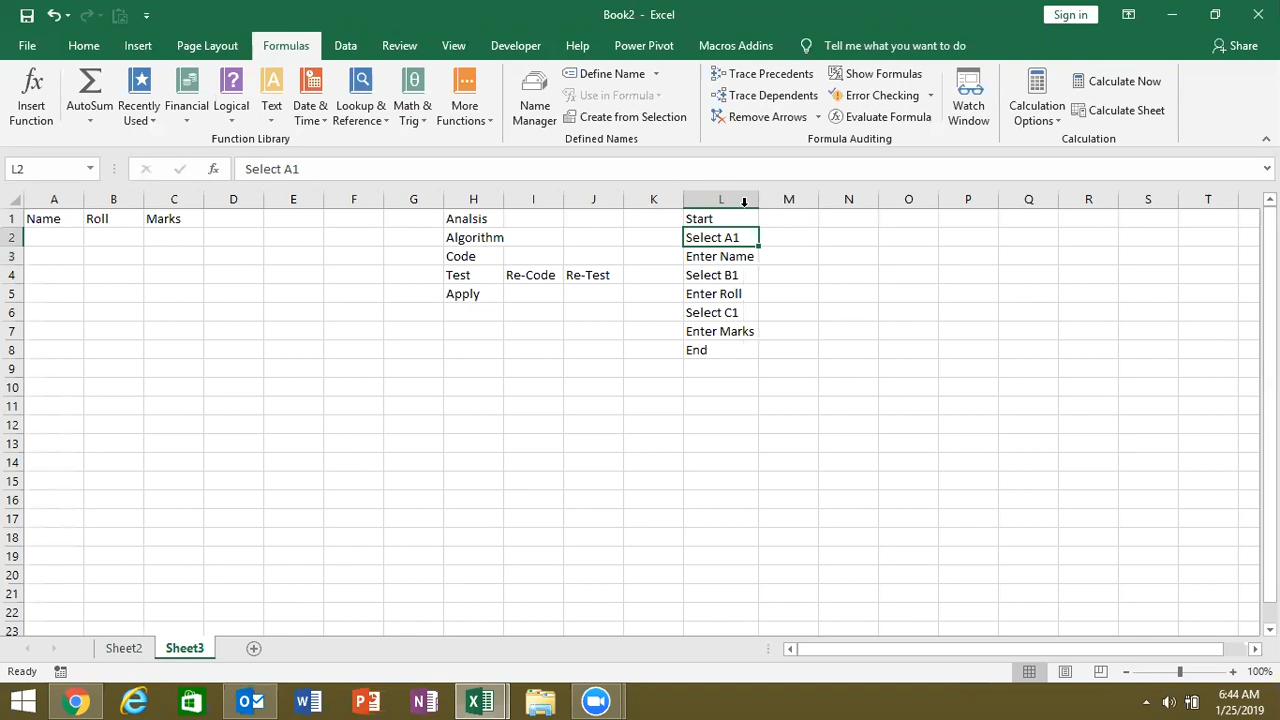 Book2 - Excel
Sign in
File Home Insert Page Layout Formulas Data Review View Developer Help Power Pivot Macros Addins Tell me what you want to do Share
Insert Function
AutoSum
Recently Used
Financial
Logical
Text
Date & Time
Lookup & Reference
Math & Trig
More Functions
Function Library
Name Manager
Define Name
Use in Formula
Create from Selection
Defined Names
Trace Precedents
Trace Dependents
Remove Arrows
Show Formulas
Error Checking
Evaluate Formula
Formula Auditing
Watch Window
Calculation Options
Calculate Now
Calculate Sheet
Calculation
L2 fx Select A1
A B C D E F G H I J K L M N O P Q R S T
1 Name Roll Marks Analsis Start
2 Algorithm Select A1
3 Code Enter Name
4 Test Re-Code Re-Test Select B1
5 Apply Enter Roll
6 Select C1
7 Enter Marks
8 End
9
10
11
12
13
14
15
16
17
18
19
20
21
22
23
Sheet2 Sheet3
Ready 100%
6:44 AM
1/25/2019